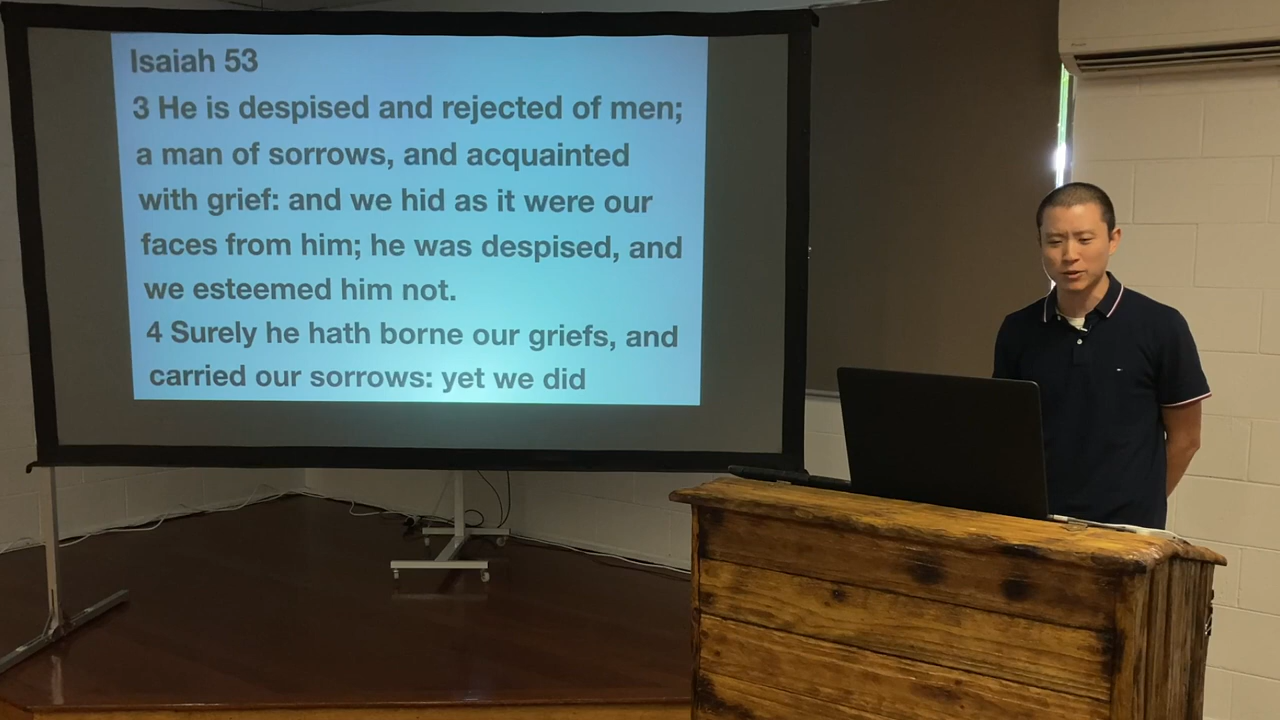 Isaiah 53
3 He is despised and rejected of men;
a man of sorrows, and acquainted
with grief: and we hid as it were our
faces from him; he was despised, and
we esteemed him not.
4 Surely he hath borne our griefs, and
carried our sorrows: yet we did